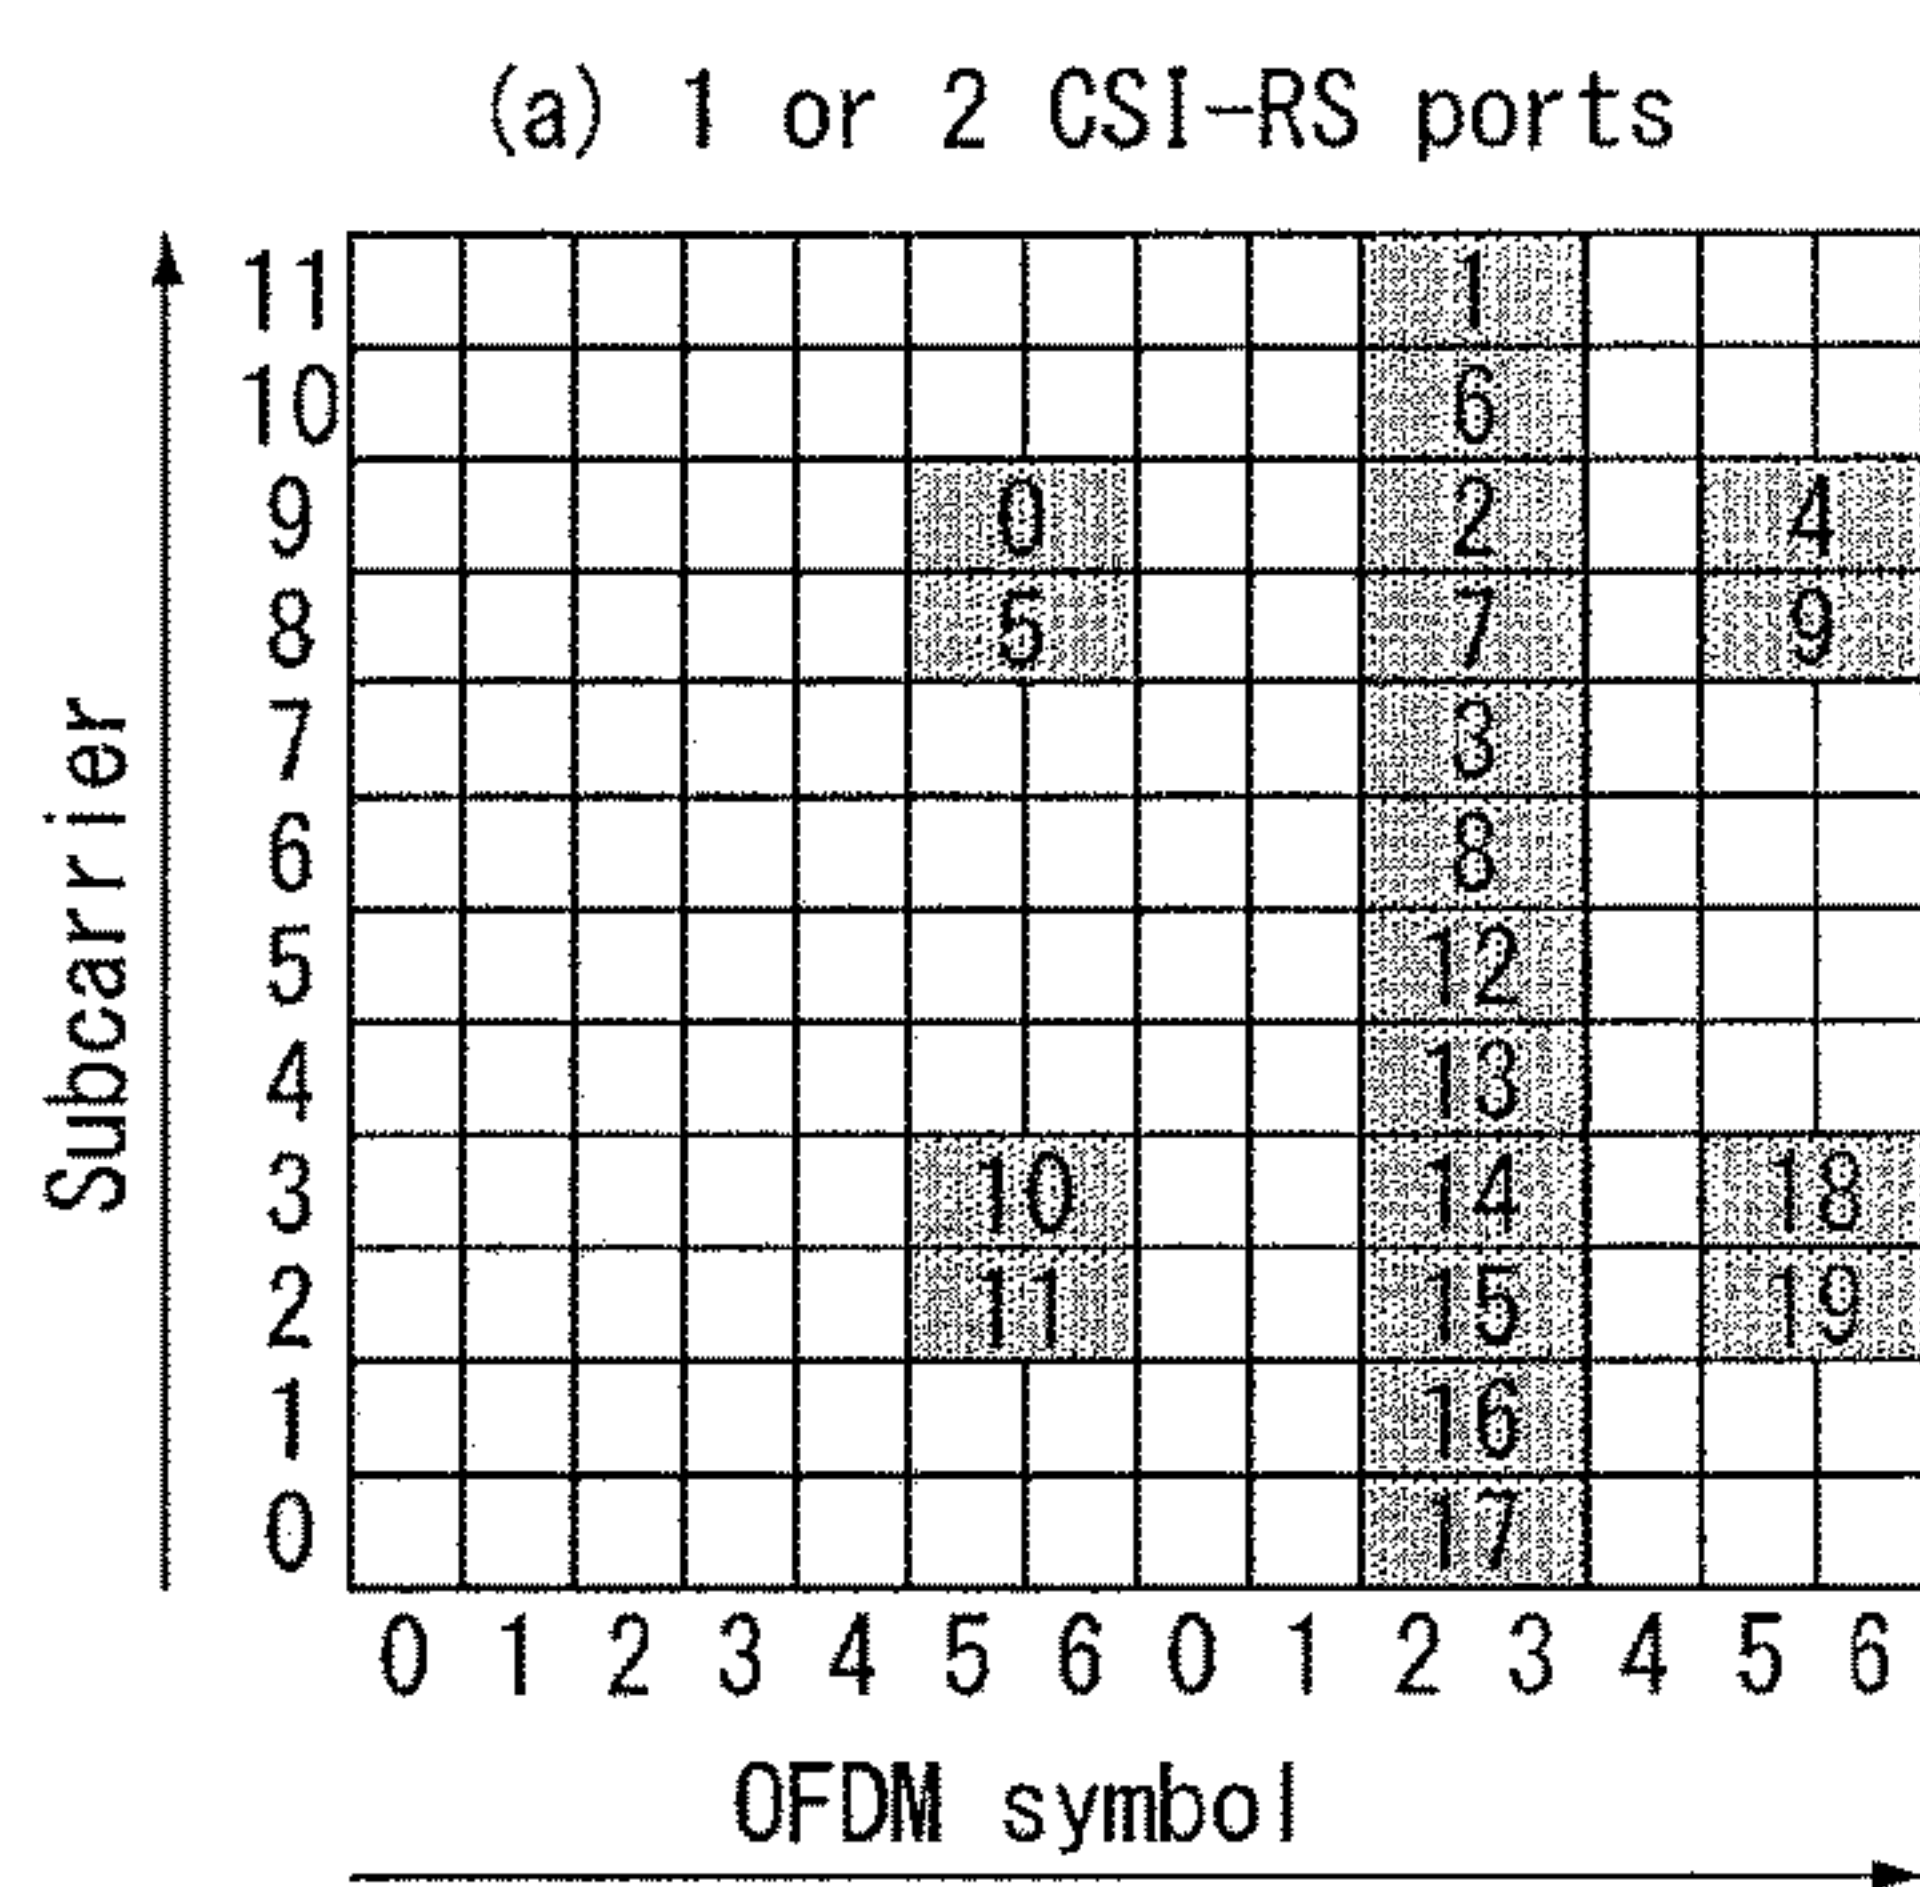 (a) 1 or 2 CSI-RS ports
11 1
10 6
9 0 2 4
8 5 7 9
7 3
6 8
5 12
4 13
3 10 14 18
2 11 15 19
1 16
0 17
0 1 2 3 4 5 6 0 1 2 3 4 5 6
Subcarrier
OFDM symbol